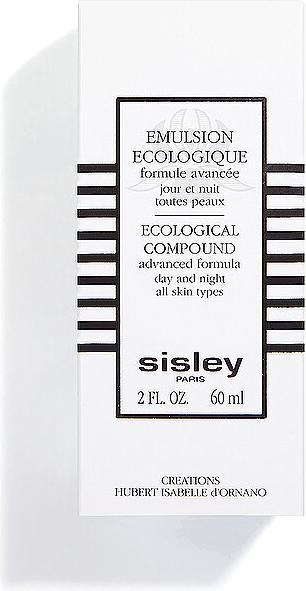 EMULSION
ECOLOGIQUE
formule avancée
jour et nuit
toutes peaux
ECOLOGICAL
COMPOUND
advanced formula
day and night
all skin types
sisley
PARIS
2 FL. OZ. 60 ml
CREATIONS
HUBERT ISABELLE d'ORNANO